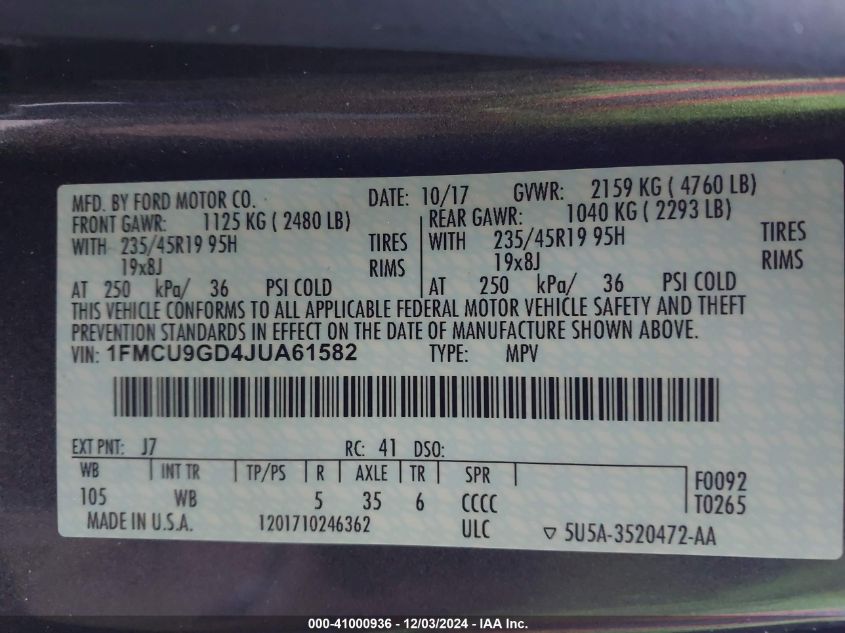 MFD. BY FORD MOTOR CO. DATE: 10/17 GVWR: 2159 KG ( 4760 LB)
FRONT GAWR: 1125 KG ( 2480 LB) REAR GAWR: 1040 KG ( 2293 LB)
WITH 235/45R19 95H TIRES WITH 235/45R19 95H TIRES
19x8J RIMS 19x8J RIMS
AT 250 kPa/ 36 PSI COLD AT 250 kPa/ 36 PSI COLD
THIS VEHICLE CONFORMS TO ALL APPLICABLE FEDERAL MOTOR VEHICLE SAFETY AND THEFT
PREVENTION STANDARDS IN EFFECT ON THE DATE OF MANUFACTURE SHOWN ABOVE.
VIN: 1FMCU9GD4JUA61582 TYPE: MPV
EXT PNT: J7 RC: 41 DSO:
WB INT TR TP/PS R AXLE TR SPR F0092
105 WB 5 35 6 CCCC T0265
MADE IN U.S.A. 1201710246362 ULC ▽ 5U5A-3520472-AA
000-41000936 - 12/03/2024 - IAA Inc.